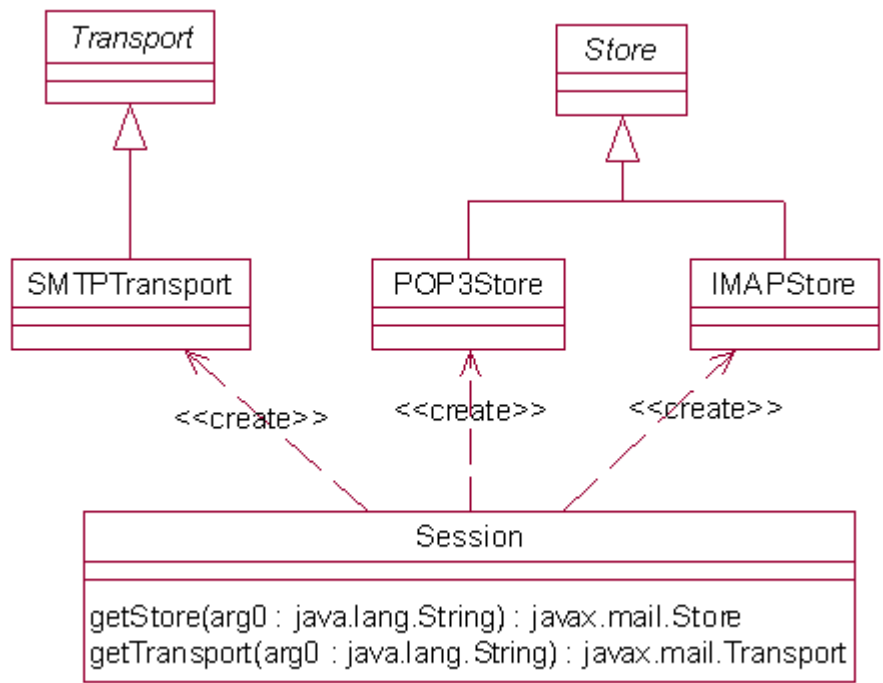 Transport
Store
SMTPTransport
POP3Store
IMAPStore
<<create>>
<<create>>
<<create>>
Session
getStore(arg0 : java.lang.String) : javax.mail.Store
getTransport(arg0 : java.lang.String) : javax.mail.Transport